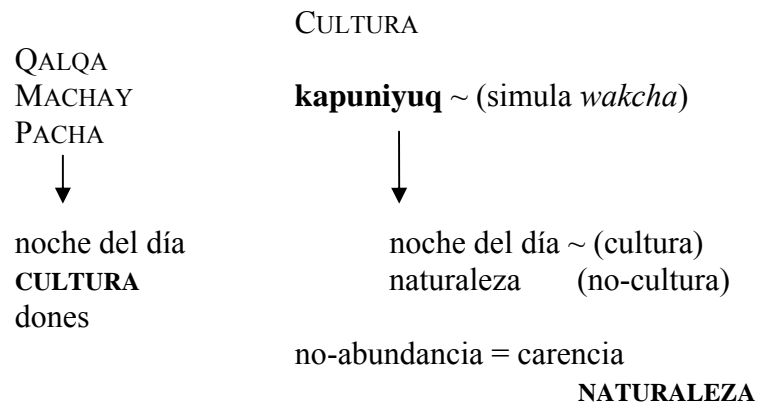 CULTURA
QALQA
MACHAY kapuniyuq ~ (simula wakcha)
PACHA
noche del día noche del día ~ (cultura)
CULTURA naturaleza (no-cultura)
dones
no-abundancia = carencia
NATURALEZA